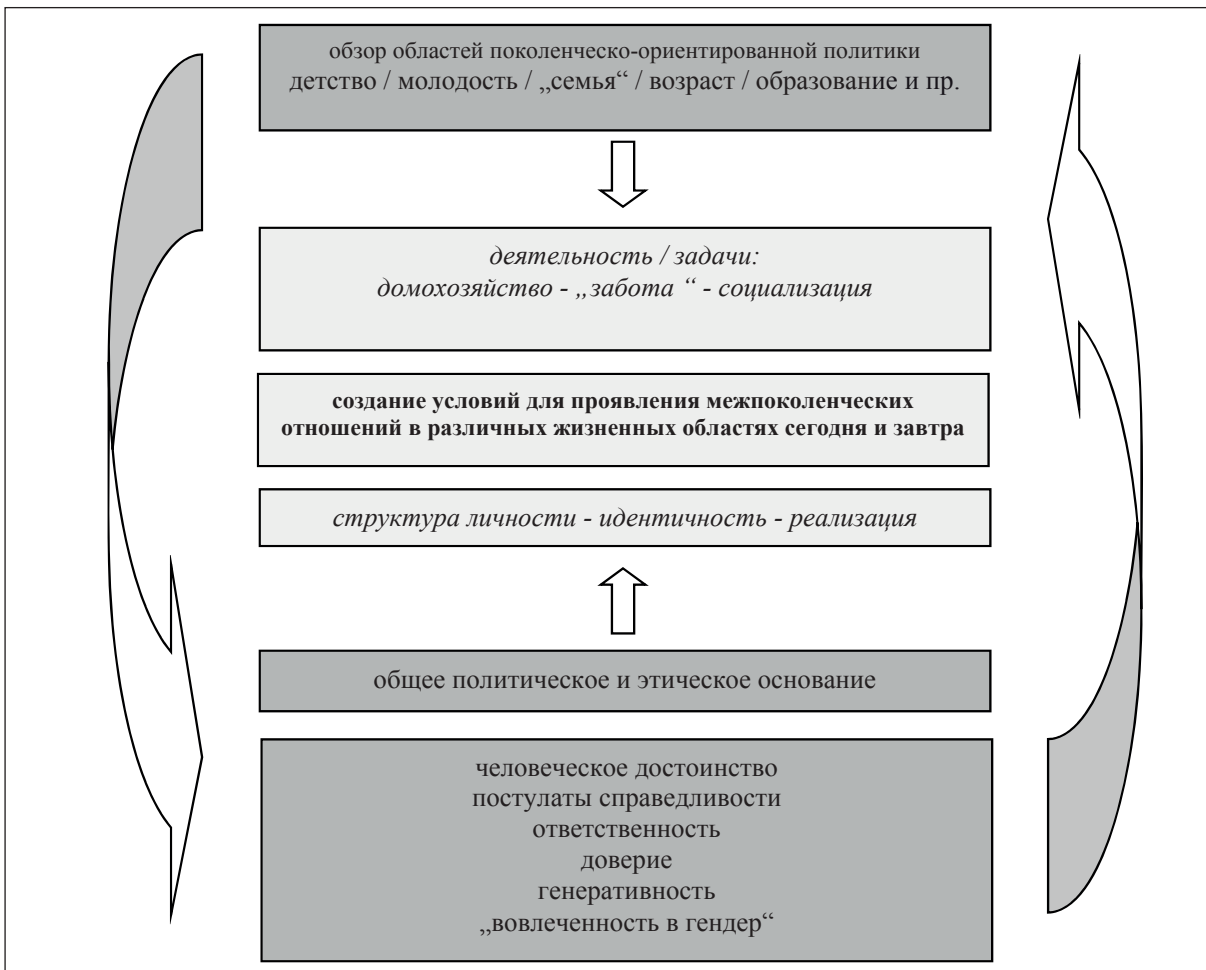 обзор областей поколенческо-ориентированной политики
детство / молодость / „семья“ / возраст / образование и пр.
деятельность / задачи:
домохозяйство - „забота “ - социализация
создание условий для проявления межпоколенческих
отношений в различных жизненных областях сегодня и завтра
структура личности - идентичность - реализация
общее политическое и этическое основание
человеческое достоинство
постулаты справедливости
ответственность
доверие
генеративность
„вовлеченность в гендер“